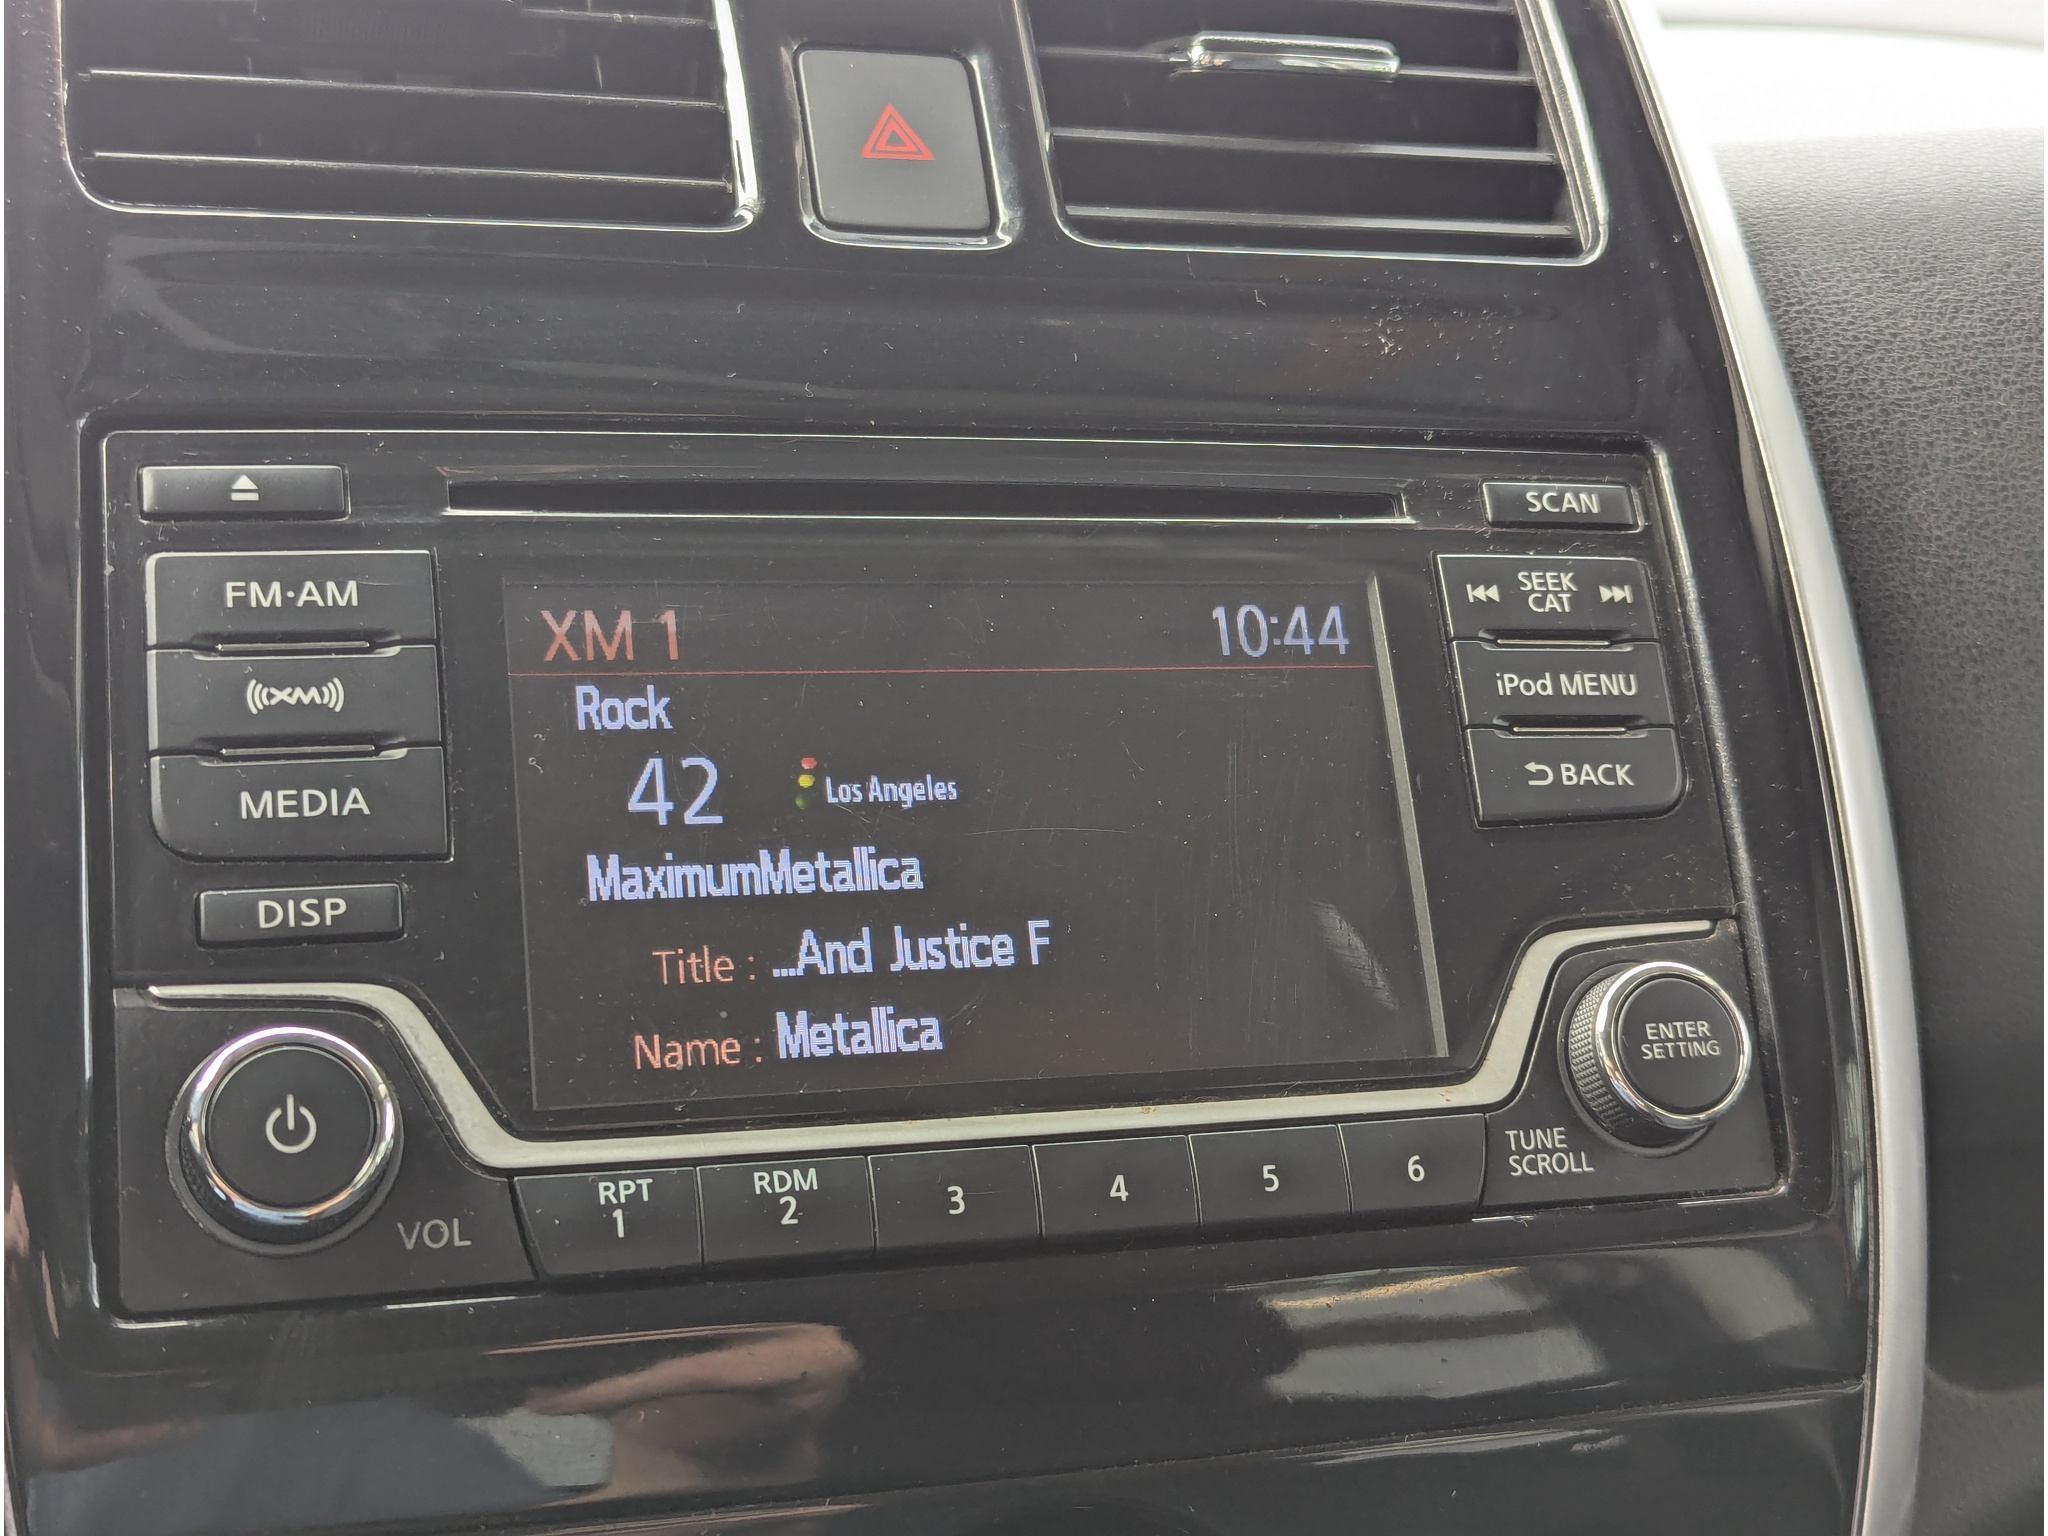 SCAN
FM·AM
SEEK
CAT
XM 1 10:44
Rock
XM
iPod MENU
42 Los Angeles
BACK
MEDIA
MaximumMetallica
DISP
Title : ...And Justice F
Name : Metallica
ENTER
SETTING
TUNE
SCROLL
VOL
RPT
1
RDM
2
3
4
5
6